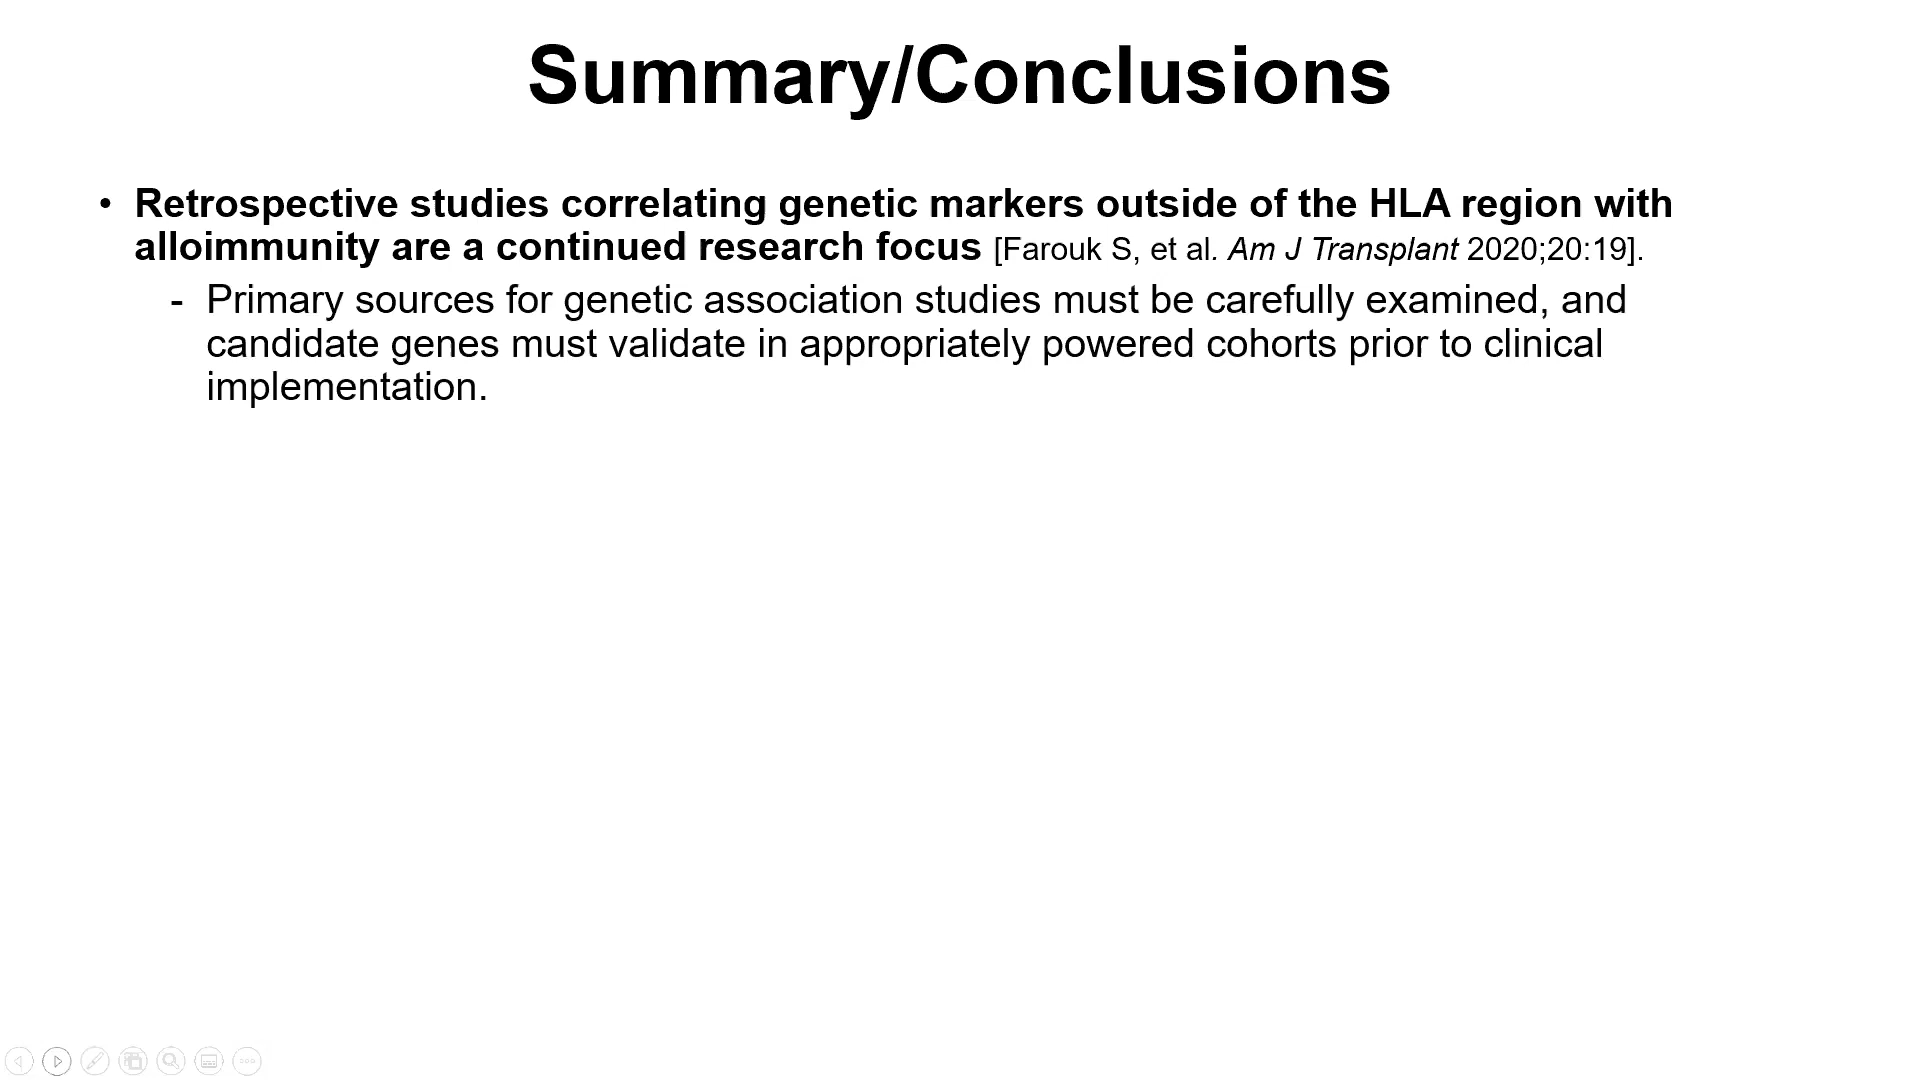 Summary/Conclusions
• Retrospective studies correlating genetic markers outside of the HLA region with
alloimmunity are a continued research focus [Farouk S, et al. Am J Transplant 2020;20:19].
- Primary sources for genetic association studies must be carefully examined, and
candidate genes must validate in appropriately powered cohorts prior to clinical
implementation.